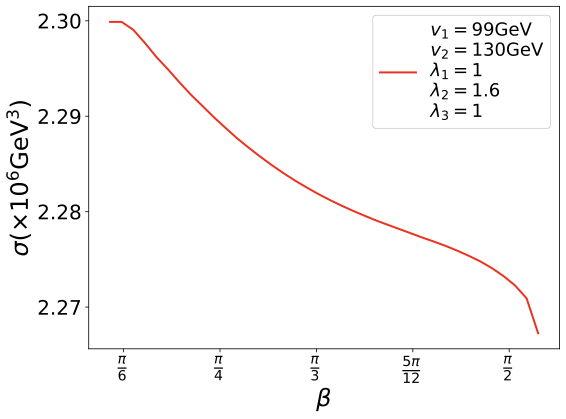 2.30
2.29
2.28
2.27
σ(×10⁶GeV³)
v₁ = 99GeV
v₂ = 130GeV
λ₁ = 1
λ₂ = 1.6
λ₃ = 1
π/6 π/4 π/3 5π/12 π/2
β